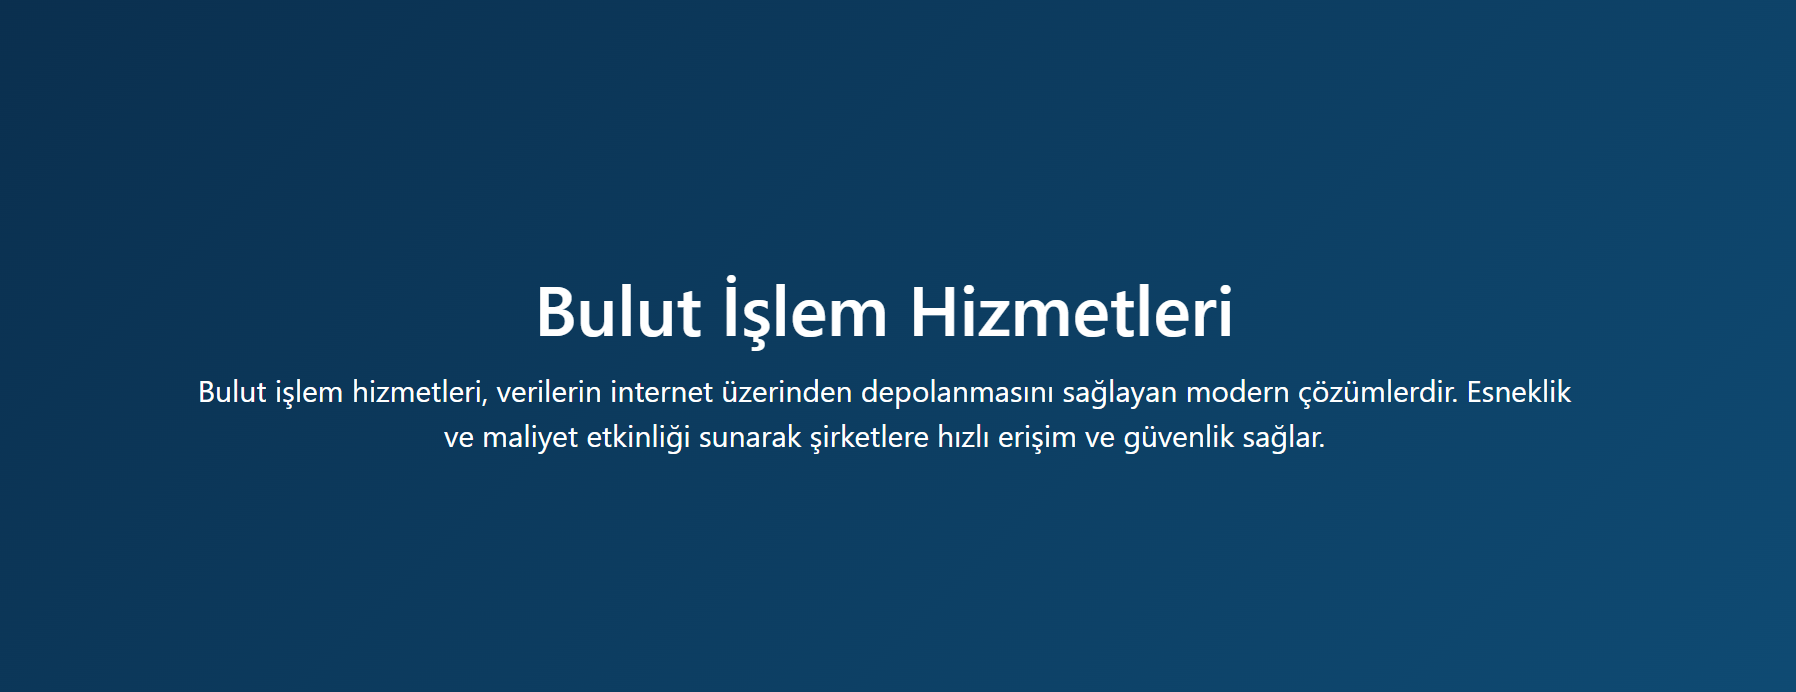 Bulut İşlem Hizmetleri
Bulut işlem hizmetleri, verilerin internet üzerinden depolanmasını sağlayan modern çözümlerdir. Esneklik
ve maliyet etkinliği sunarak şirketlere hızlı erişim ve güvenlik sağlar.